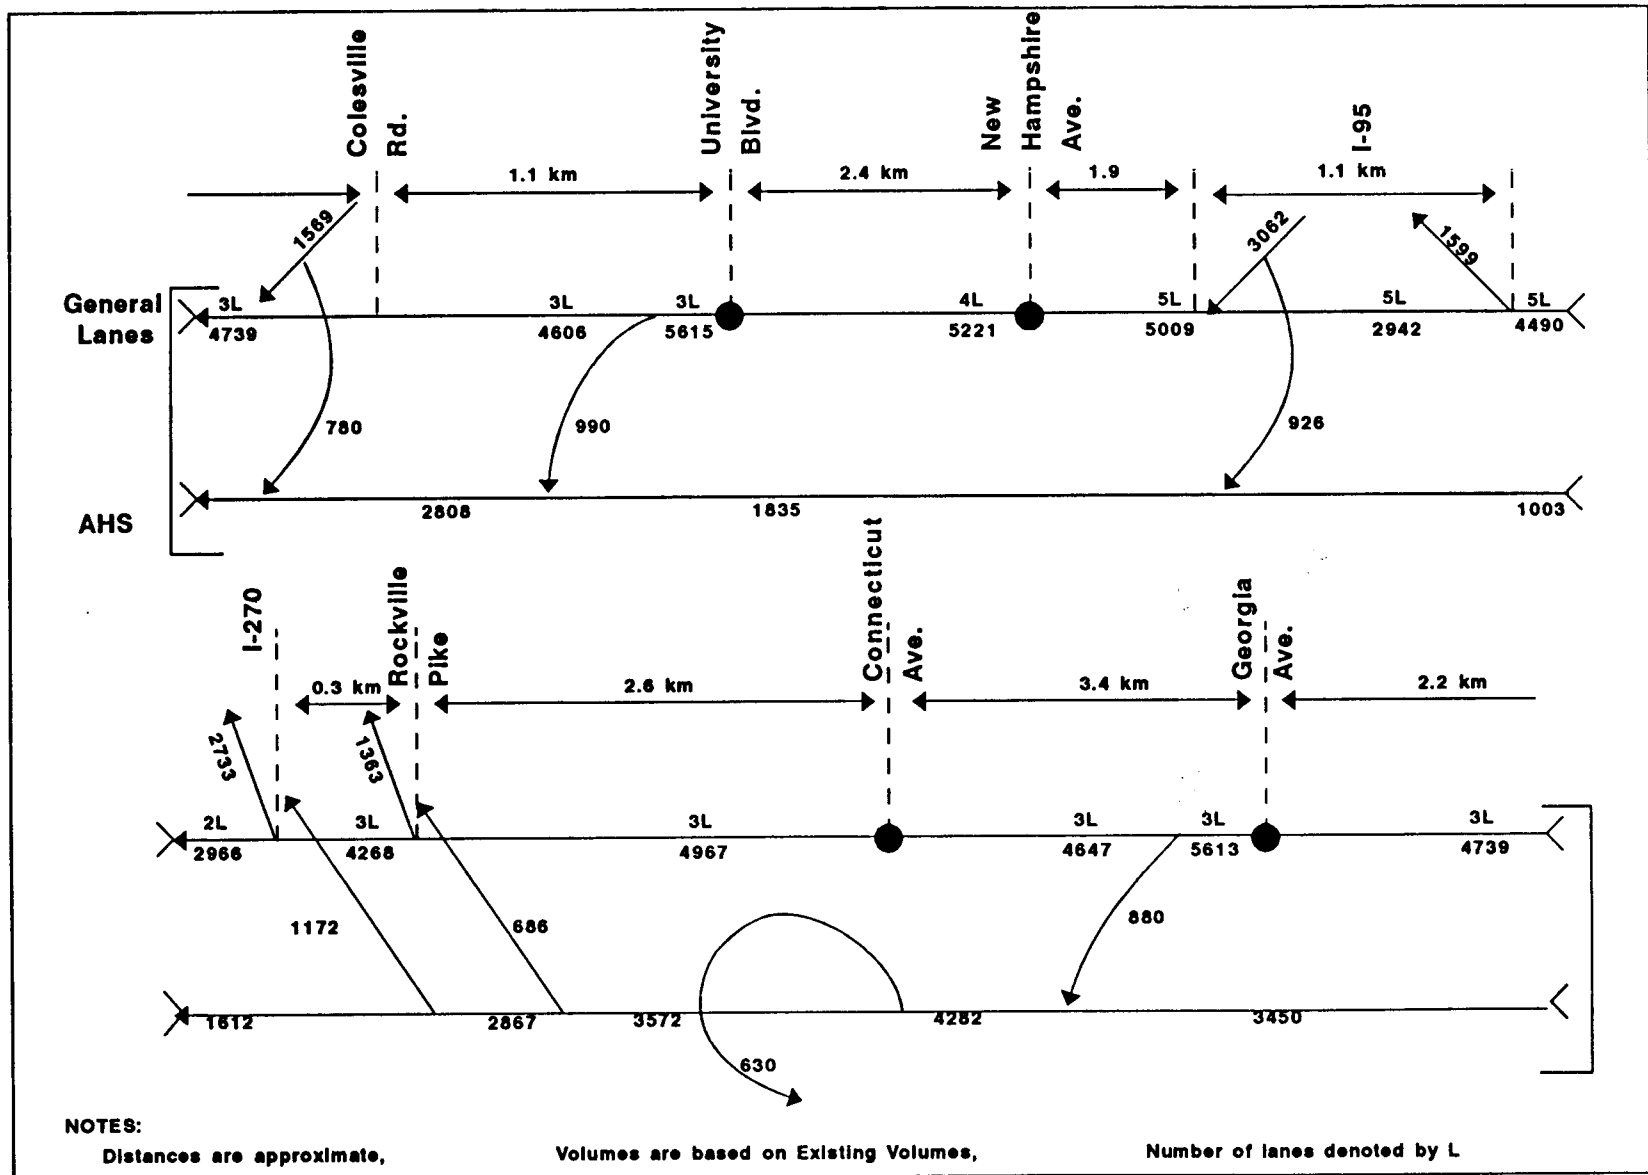 Colesville
Rd.
University
Blvd.
New
Hampshire
Ave.
I-95
1.1 km
2.4 km
1.9
1.1 km
1569
3062
1599
General
Lanes
3L
3L
3L
4L
5L
5L
5L
4739
4606
5615
5221
5009
2942
4490
780
990
926
AHS
2808
1835
1003
I-270
Rockville
Pike
Connecticut
Ave.
Georgia
Ave.
0.3 km
2.6 km
3.4 km
2.2 km
2733
1363
2L
3L
3L
3L
3L
3L
2966
4268
4967
4647
5613
4739
1172
686
880
1612
2867
3572
4282
3450
630
NOTES:
Distances are approximate,
Volumes are based on Existing Volumes,
Number of lanes denoted by L